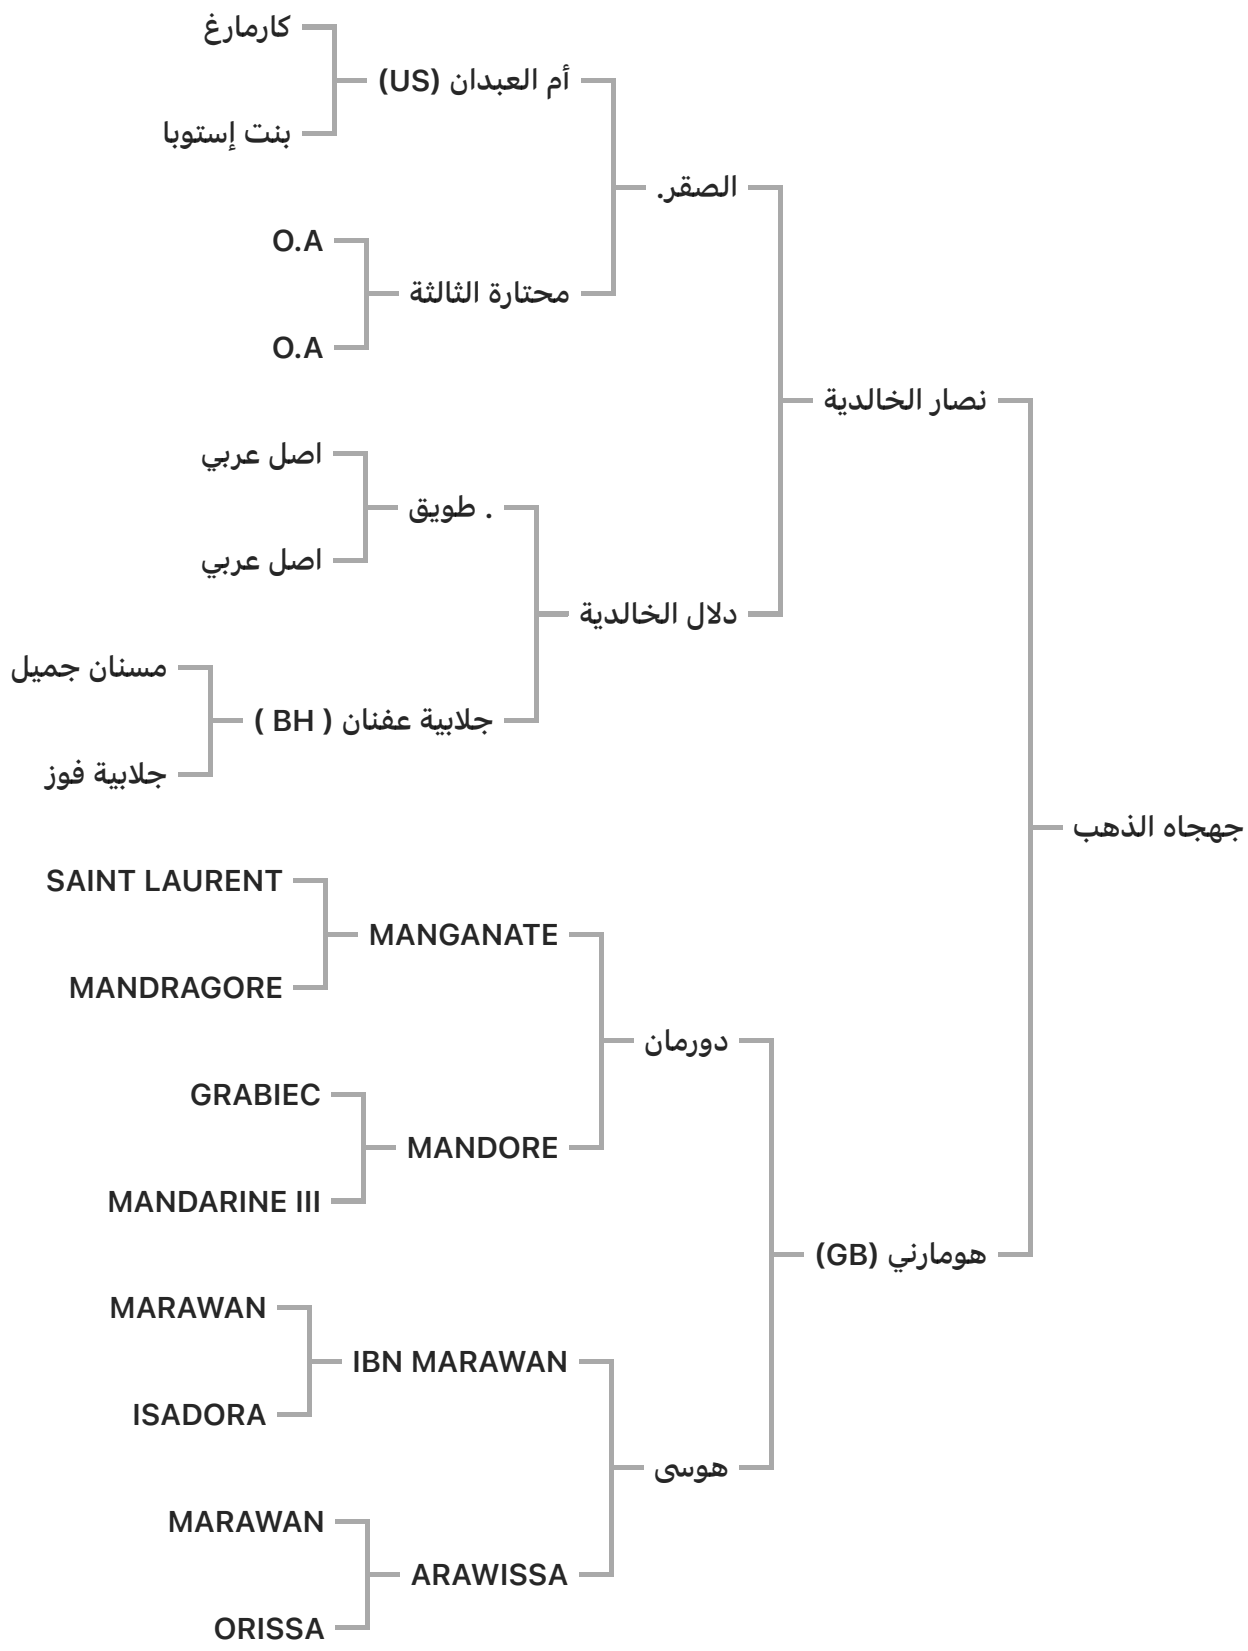 كارمارغ
أم العبدان (US)
بنت إستوبا
الصقر.
O.A
محتارة الثالثة
O.A
نصار الخالدية
اصل عربي
. طويق
اصل عربي
دلال الخالدية
مسنان جميل
جلابية عفنان ( BH )
جلابية فوز
جهجاه الذهب
SAINT LAURENT
MANGANATE
MANDRAGORE
دورمان
GRABIEC
MANDORE
MANDARINE III
هومارني (GB)
MARAWAN
IBN MARAWAN
ISADORA
هوسى
MARAWAN
ARAWISSA
ORISSA